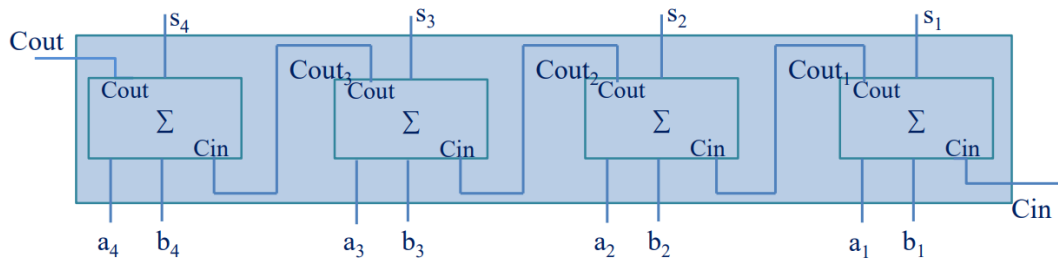 s₄ s₃ s₂ s₁
Cout
Cout₃ Cout₂ Cout₁
Cout Cout Cout Cout
Σ Σ Σ Σ
Cin Cin Cin Cin
Cin
a₄ b₄ a₃ b₃ a₂ b₂ a₁ b₁